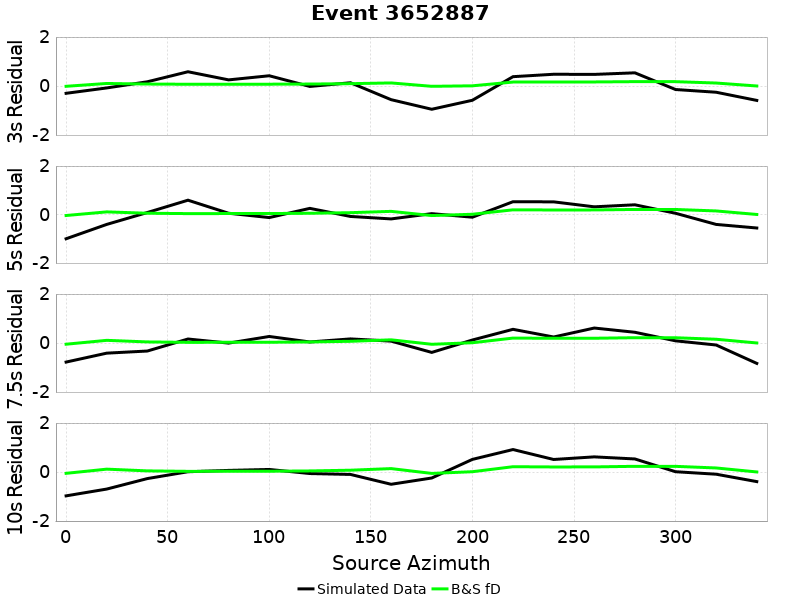 Event 3652887
3s Residual
2
0
-2
5s Residual
2
0
-2
7.5s Residual
2
0
-2
10s Residual
2
0
-2
0 50 100 150 200 250 300
Source Azimuth
Simulated Data B&S fD